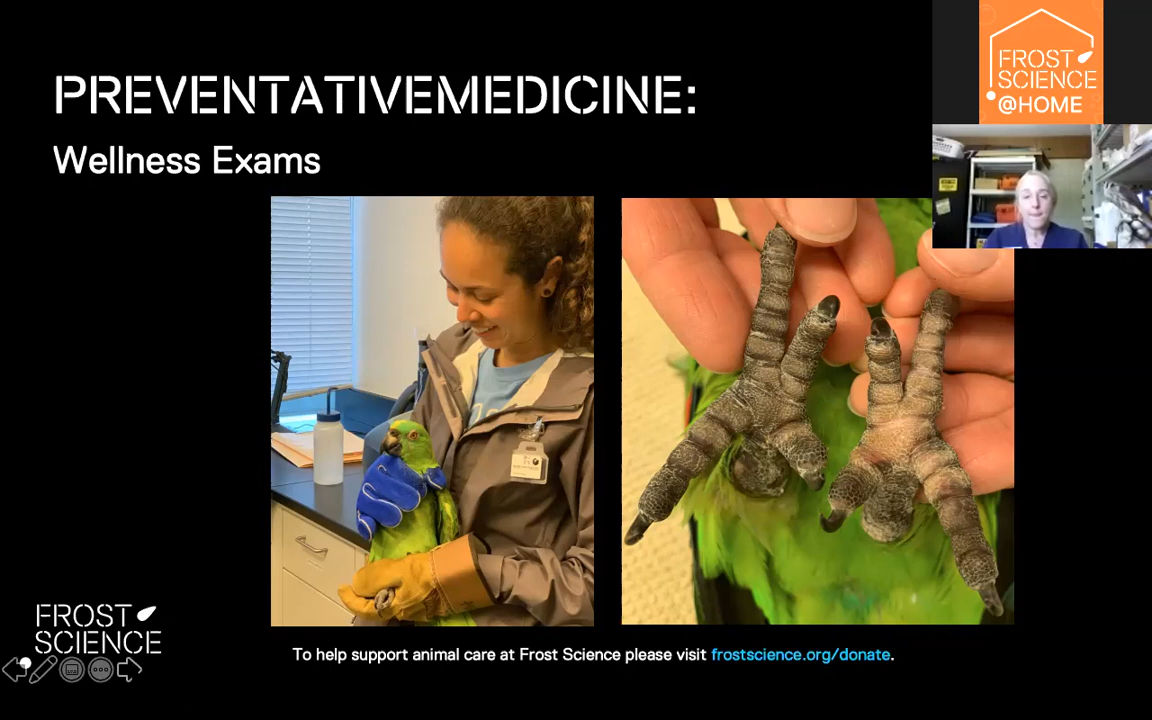 PREVENTATIVEMEDICINE:
Wellness Exams
FROST
SCIENCE
@HOME
FROST
SCIENCE
To help support animal care at Frost Science please visit frostscience.org/donate.